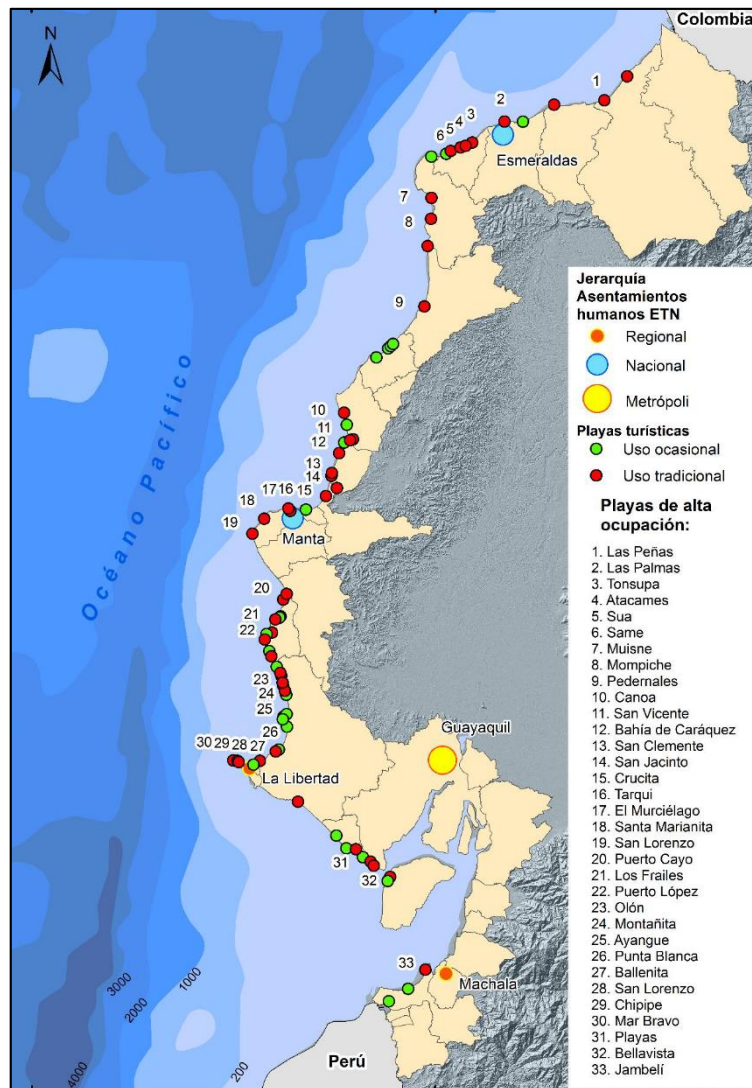 Colombia
N
1
2
3
4
5
6
Esmeraldas
7
8
9
Jerarquía
Asentamientos
humanos ETN
Regional
Nacional
Metrópoli
Playas turísticas
Uso ocasional
Uso tradicional
Playas de alta
ocupación:
1. Las Peñas
2. Las Palmas
3. Tonsupa
4. Atacames
5. Sua
6. Same
7. Muisne
8. Mompiche
9. Pedernales
10. Canoa
11. San Vicente
12. Bahía de Caráquez
13. San Clemente
14. San Jacinto
15. Crucita
16. Tarqui
17. El Murciélago
18. Santa Marianita
19. San Lorenzo
20. Puerto Cayo
21. Los Frailes
22. Puerto López
23. Olón
24. Montañita
25. Ayangue
26. Punta Blanca
27. Ballenita
28. San Lorenzo
29. Chipipe
30. Mar Bravo
31. Playas
32. Bellavista
33. Jambelí
Océano Pacífico
10
11
12
13
14
17 16 15
18
19
Manta
20
21
22
23
24
25
26
30 29 28 27
La Libertad
Guayaquil
31
32
33
Machala
Perú
3000
1000
2000
4000
200